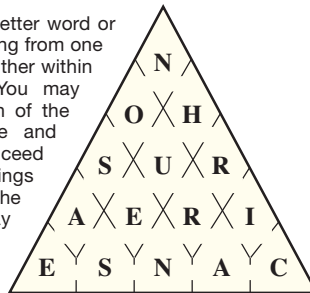 etter word or
ng from one
ther within
You may
n of the
e and
ceed
ings
he
N
O H
S U R
A E R I
E S N A C